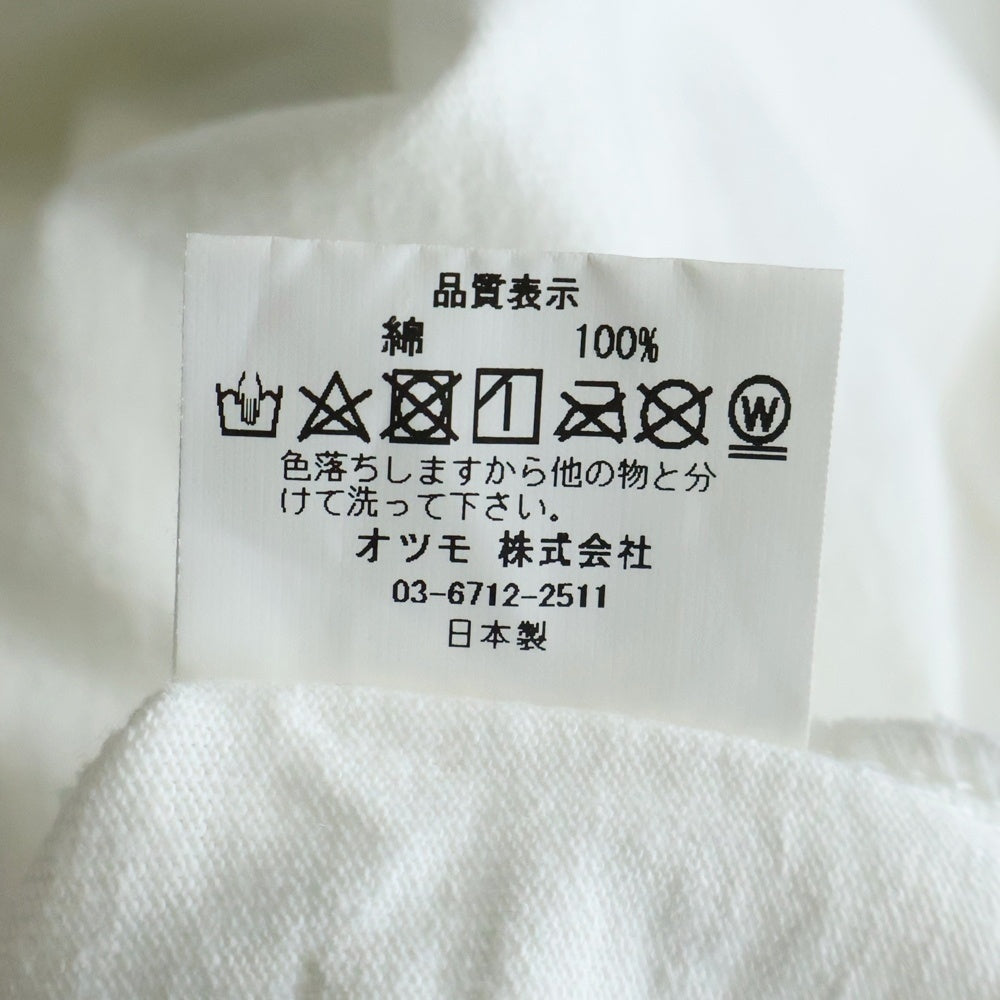 品質表示
綿 100%
W
色落ちしますから他の物と分
けて洗って下さい。
オツモ 株式会社
03-6712-2511
日本製